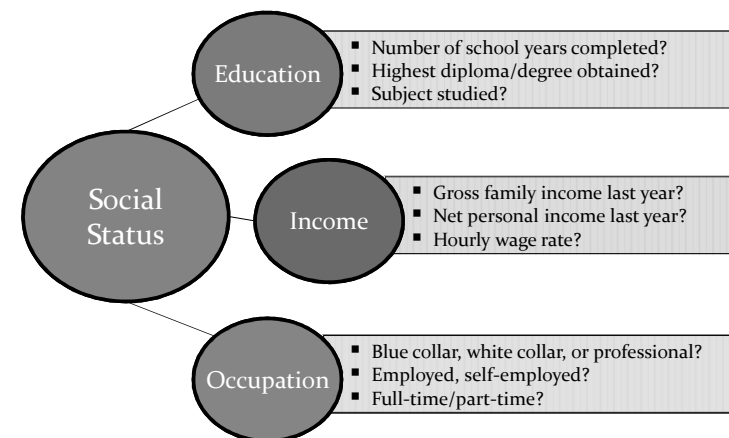 Education
▪ Number of school years completed?
▪ Highest diploma/degree obtained?
▪ Subject studied?
Social
Status
Income
▪ Gross family income last year?
▪ Net personal income last year?
▪ Hourly wage rate?
Occupation
▪ Blue collar, white collar, or professional?
▪ Employed, self-employed?
▪ Full-time/part-time?